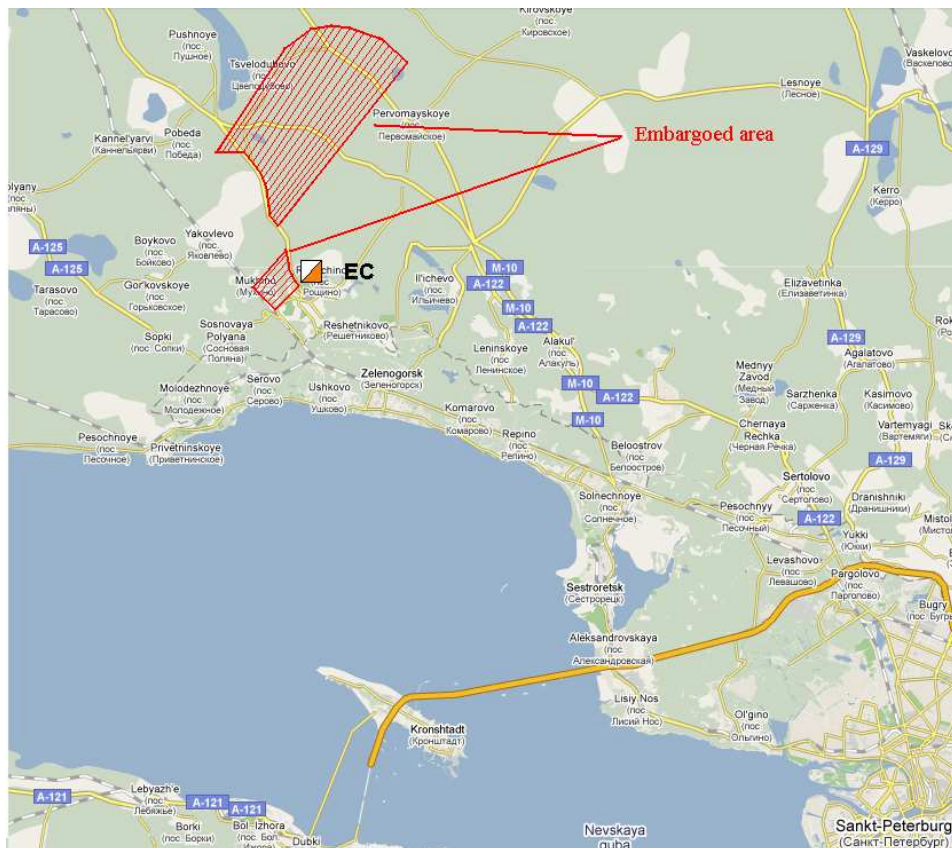 Kirovskoye
(пос
Кировское)
Pushnoye
(пос
Пушное)
Vaskelovo
(Васкелово)
Tsvelodubovo
(пос
Цвелодубово)
Lesnoye
(Лесное)
Pervomayskoye
(пос
Первомайское)
Embargoed area
Pobeda
(пос
Победа)
Kannel'yarvi
(Каннельярви)
A-129
Kerro
(Керро)
Yakovlevo
(пос
Яковлево)
Boykovo
(пос
Бойково)
A-125
A-125
EC
Рощино)
Gor'kovskoye
(пос
Горьковское)
Il'ichevo
(пос
Ильичево)
M-10
A-122
M-10
A-122
Elizavetinka
(Елизаветинка)
Tarasovo
(пос
Тарасово)
Sosnovaya
Polyana
(пос
Сосновая
Поляна)
Reshetnikovo
(пос
Решетниково)
Sopki
(пос. Сопки)
Leninskoye
(пос
Ленинское)
Alakul'
(пос
Алакуль)
A-129
Agalatovo
(Агалатово)
Mednyy
Zavod
(Медный
Завод)
Zelenogorsk
(Зеленогорск)
M-10
A-122
M-10
Sarzhenka
(Сарженка)
Kasimovo
(Касимово)
Molodezhnoye
(пос
Молодежное)
Serovo
(пос
Серово)
Ushkovo
(пос
Ушково)
Komarovo
(пос
Комарово)
Chernaya
Rechka
(Черная Речка)
Vartemyagi
(Вартемяги)
Pesochnoye
(пос
Песочное)
Privetninskoye
(Приветнинское)
Repino
(пос
Репино)
Beloostrov
(пос
Белоостров)
A-129
Sertolovo
(Сертолово)
Solnechnoye
(пос
Солнечное)
Pesochnyy
(пос
Песочный)
Dranishniki
(Дранишники)
A-122
Yukki
(Юкки)
Levashovo
(пос
Левашово)
Pargolovo
(пос
Парголово)
Sestroretsk
(Сестрорецк)
Bugry
Aleksandrovskaya
(пос
Александровская)
Lisiy Nos
(пос
Лисий Нос)
Ol'gino
(пос
Ольгино)
Kronshtadt
(Кронштадт)
Lebyazh'e
(пос
Лебяжье)
A-121
A-121
A-121
Borki
(пос. Борки)
Bol. Izhora
(пос. Бол
Ижора)
Dubki
Nevskaya
guba
Sankt-Peterburg
(Санкт-Петербург)